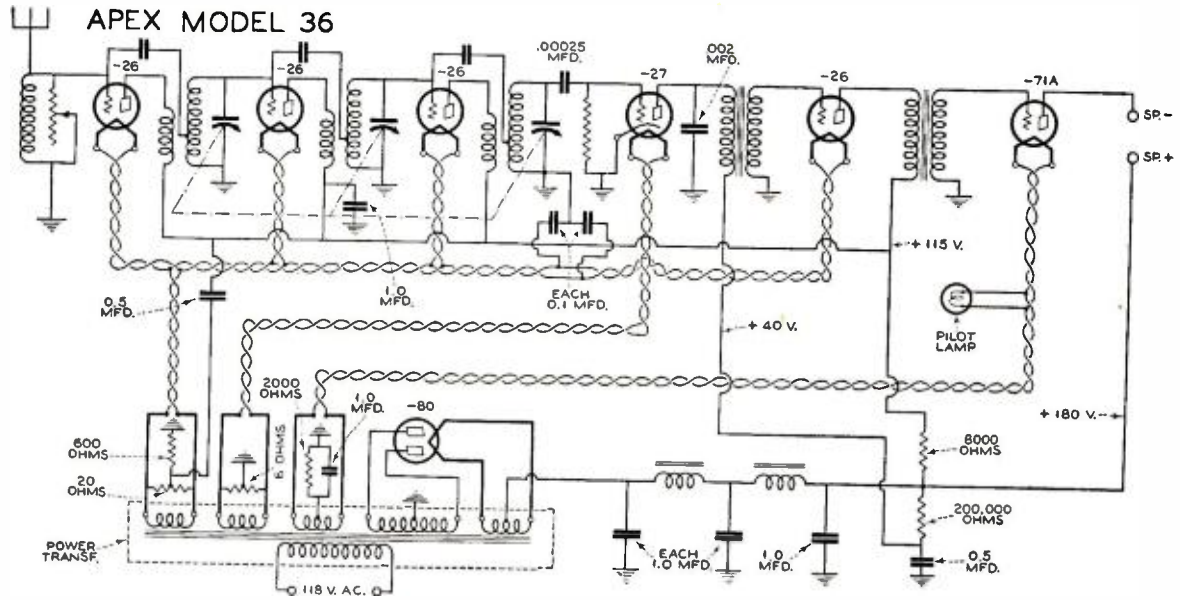 APEX MODEL 36
-26
-26
-26
.00025
MFD.
-27
.002
MFD.
-26
-71A
SP. -
SP. +
+ 115 V.
0.5
MFD.
1.0
MFD.
EACH
0.1 MFD.
+ 40 V.
PILOT
LAMP
2000
OHMS
1.0
MFD.
-80
+ 180 V.
600
OHMS
20
OHMS
6 OHMS
8000
OHMS
200,000
OHMS
POWER
TRANSF.
EACH
1.0 MFD.
1.0
MFD.
0.5
MFD.
118 V. AC.